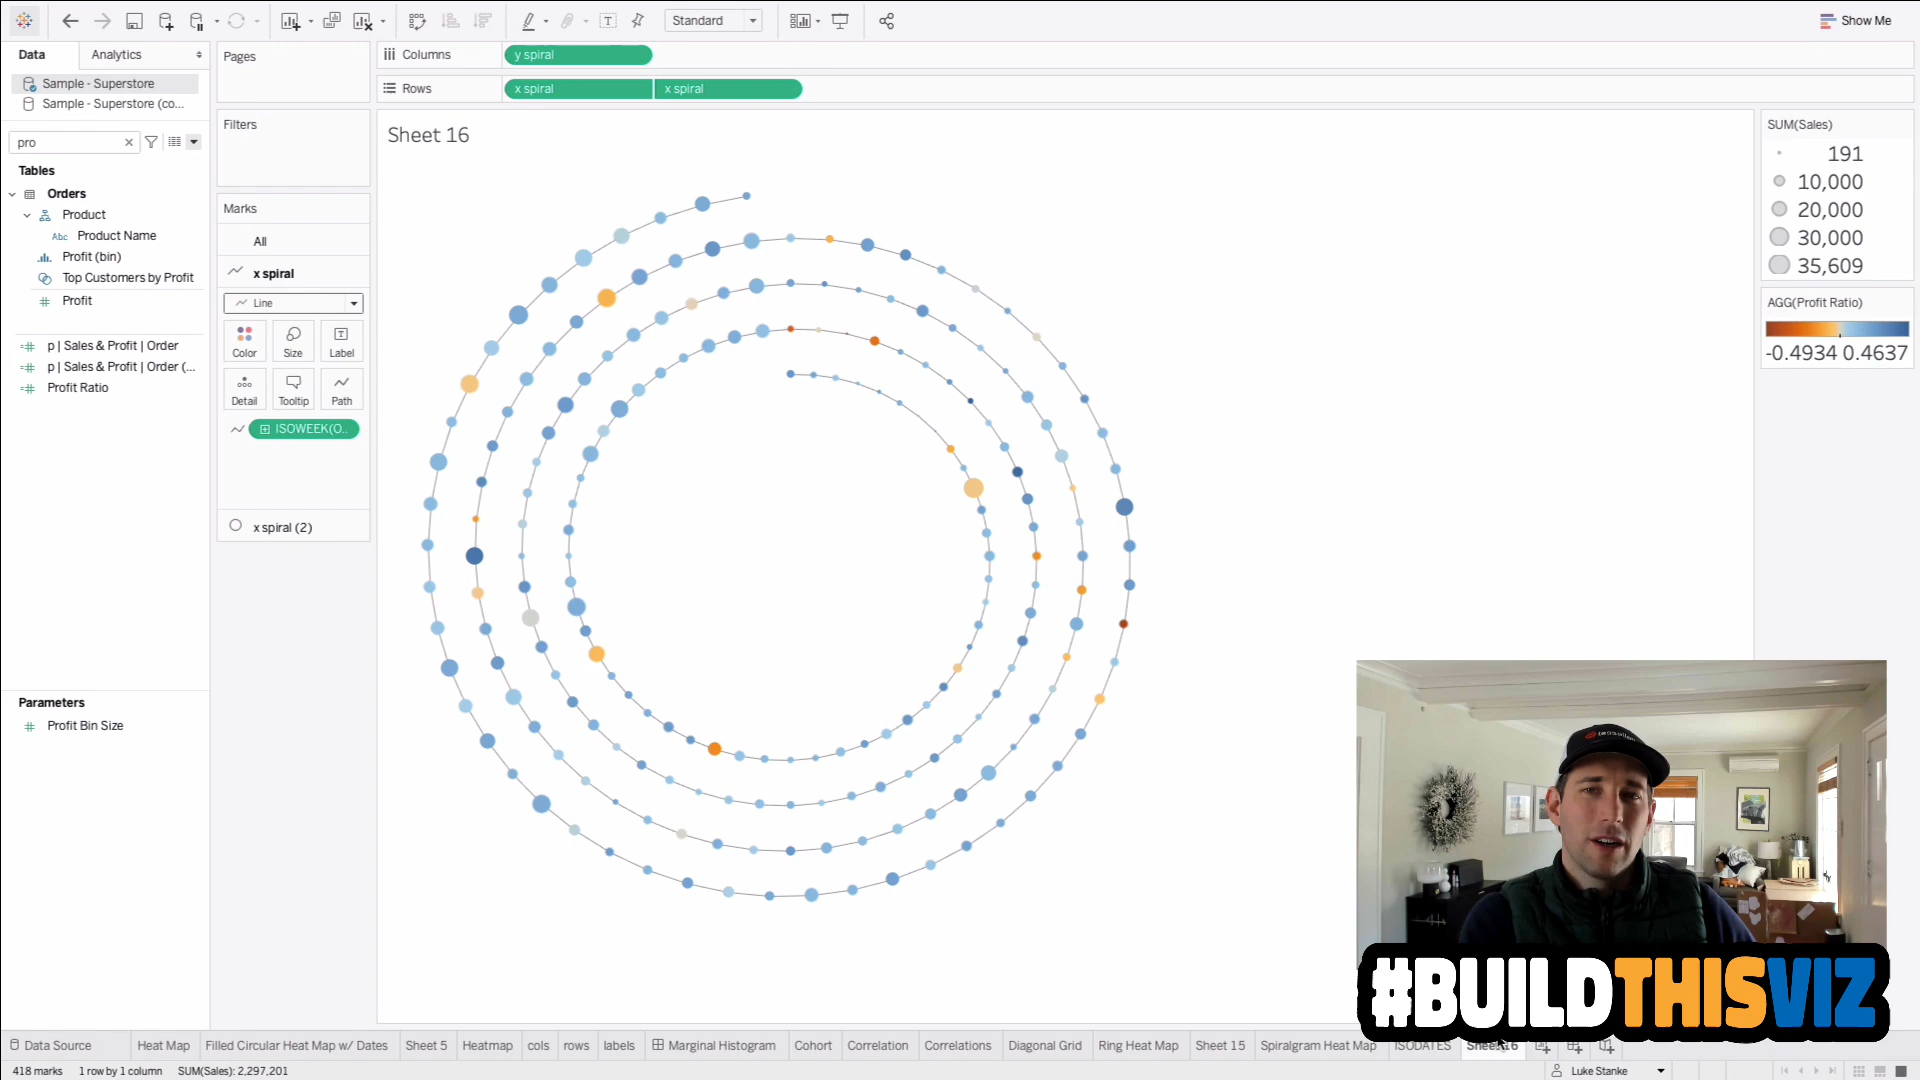 Standard
Show Me
Data
Analytics
Pages
Columns
y spiral
Sample - Superstore
Sample - Superstore (co...
Rows
x spiral
x spiral
Filters
Sheet 16
SUM(Sales)
191
10,000
20,000
30,000
35,609
pro
Tables
Orders
Product
Abc
Product Name
Profit (bin)
Top Customers by Profit
Profit
p | Sales & Profit | Order
p | Sales & Profit | Order (...
Profit Ratio
Marks
All
x spiral
Line
Color
Size
Label
Detail
Tooltip
Path
ISOWEEK(O..
x spiral (2)
AGG(Profit Ratio)
-0.4934 0.4637
Parameters
Profit Bin Size
#BUILDTHISVIZ
Data Source
Heat Map
Filled Circular Heat Map w/ Dates
Sheet 5
Heatmap
cols
rows
labels
Marginal Histogram
Cohort
Correlation
Correlations
Diagonal Grid
Ring Heat Map
Sheet 15
Spiralgram Heat Map
ISODATES
Sheet 16
418 marks
1 row by 1 column
SUM(Sales): 2,297,201
Luke Stanke